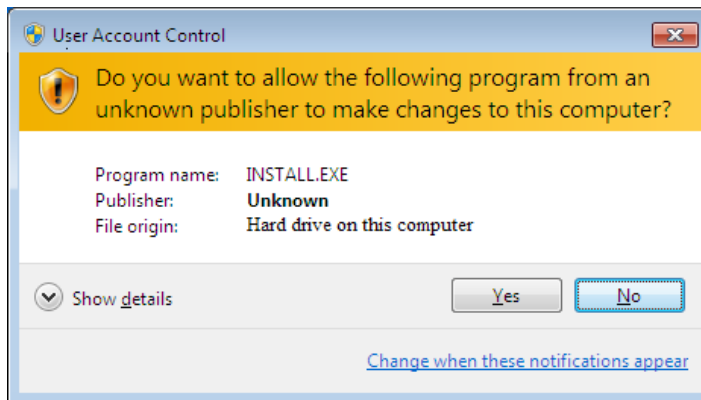 User Account Control
Do you want to allow the following program from an
unknown publisher to make changes to this computer?
Program name: INSTALL.EXE
Publisher: Unknown
File origin: Hard drive on this computer
Show details
Yes
No
Change when these notifications appear